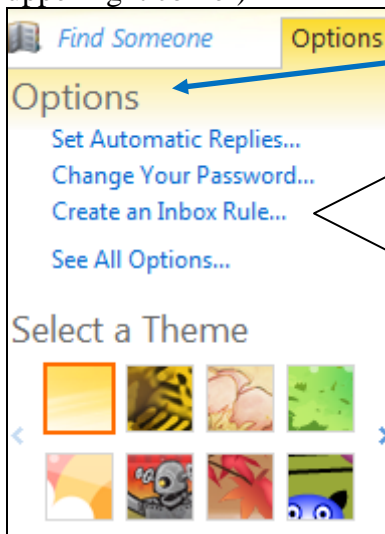 Find Someone Options
Options
Set Automatic Replies...
Change Your Password...
Create an Inbox Rule...
See All Options...
Select a Theme